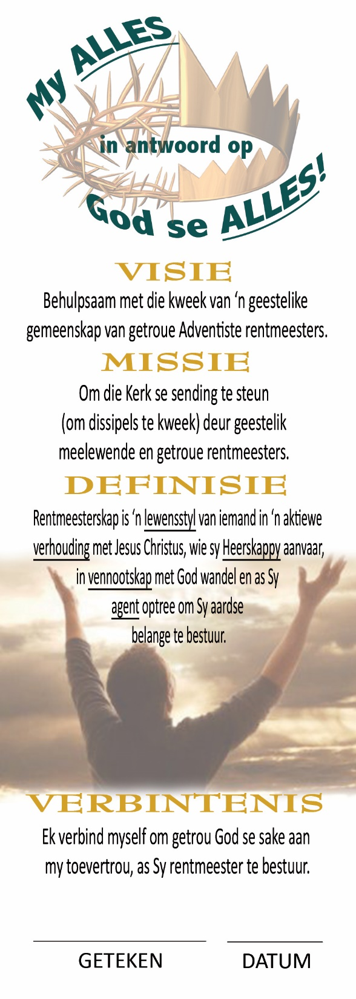 My ALLES
in antwoord op
God se ALLES!
VISIE
Behulpsaam met die kweek van ‘n geestelike
gemeenskap van getroue Adventiste rentmeesters.
MISSIE
Om die Kerk se sending te steun
(om dissipels te kweek) deur geestelik
meelewende en getroue rentmeesters.
DEFINISIE
Rentmeesterskap is ‘n lewensstyl van iemand in ‘n aktiewe
verhouding met Jesus Christus, wie sy Heerskappy aanvaar,
in vennootskap met God wandel en as Sy
agent optree om Sy aardse
belange te bestuur.
VERBINTENIS
Ek verbind myself om getrou God se sake aan
my toevertrou, as Sy rentmeester te bestuur.
GETEKEN DATUM